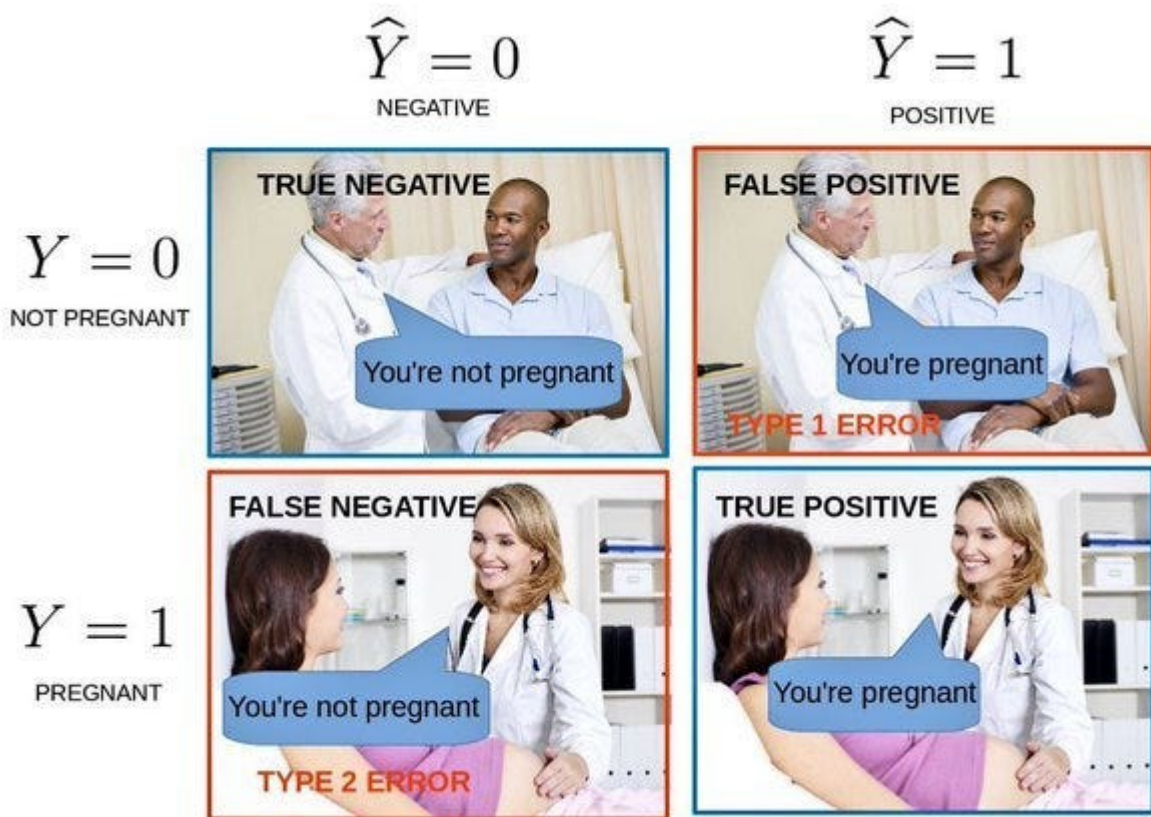 Ŷ = 0
Ŷ = 1
NEGATIVE
POSITIVE
Y = 0
NOT PREGNANT
TRUE NEGATIVE
You're not pregnant
FALSE POSITIVE
You're pregnant
TYPE 1 ERROR
Y = 1
PREGNANT
FALSE NEGATIVE
You're not pregnant
TYPE 2 ERROR
TRUE POSITIVE
You're pregnant